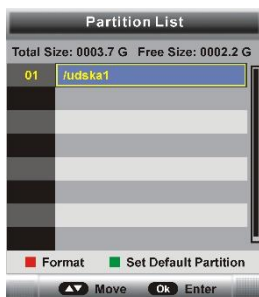 Partition List
Total Size: 0003.7 G Free Size: 0002.2 G
01 /udska1
Format Set Default Partition
Move Ok Enter